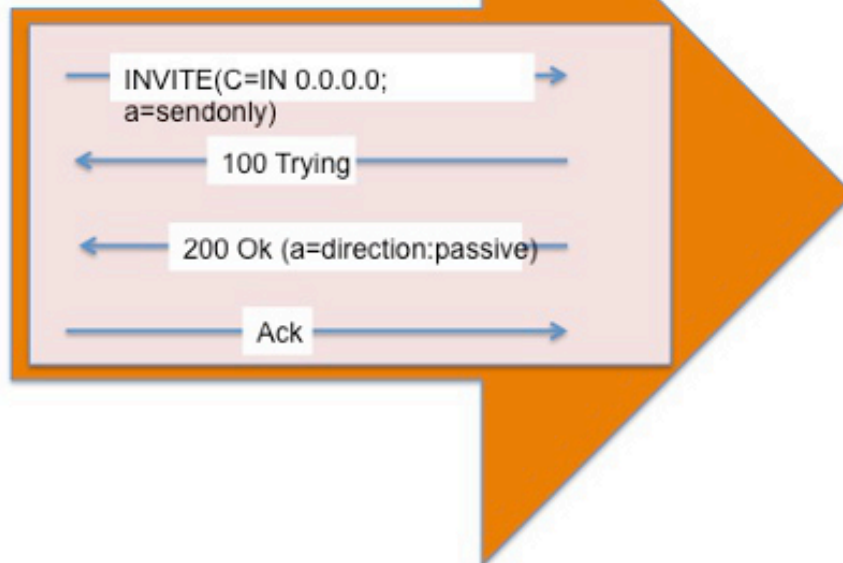 INVITE(C=IN 0.0.0.0;
a=sendonly)
100 Trying
200 Ok (a=direction:passive)
Ack